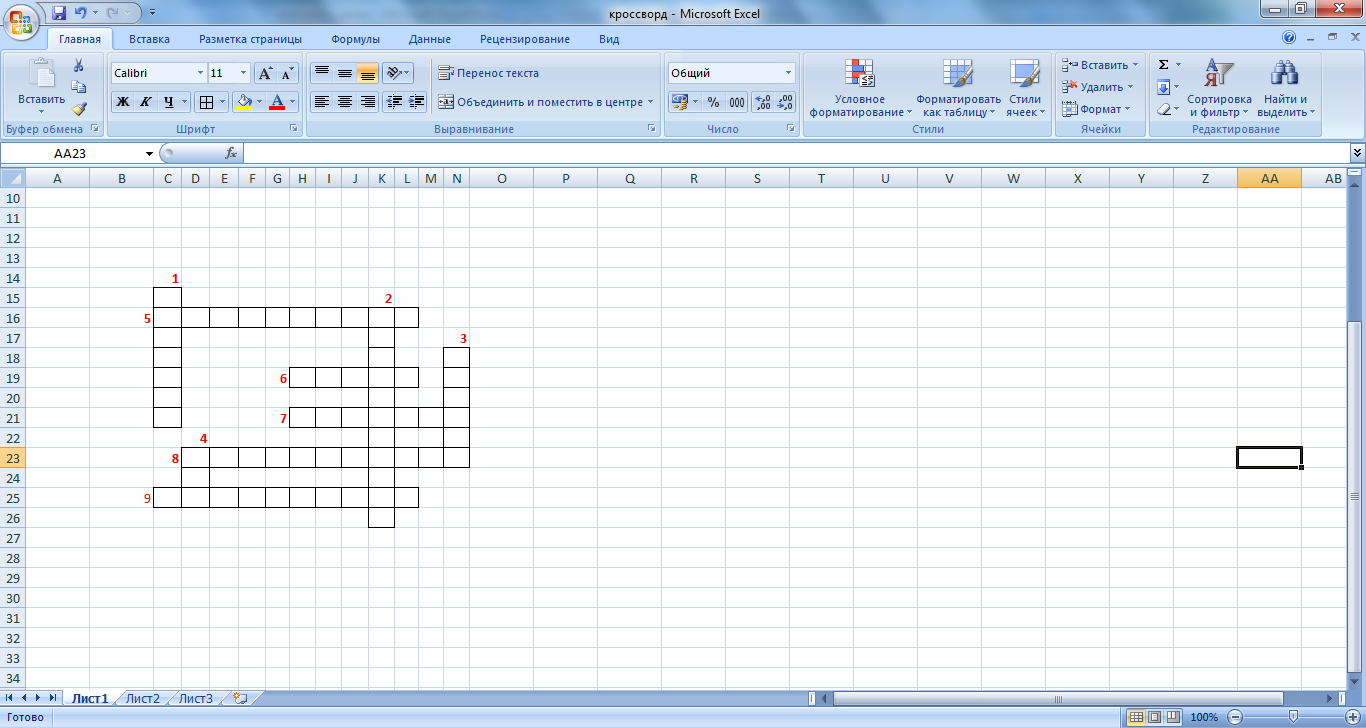 кроссворд - Microsoft Excel
Главная Вставка Разметка страницы Формулы Данные Рецензирование Вид
Вставить
Буфер обмена
Calibri 11
Ж К Ч
Шрифт
Перенос текста
Объединить и поместить в центре
Выравнивание
Общий
% 000
Число
Условное форматирование
Форматировать как таблицу
Стили ячеек
Стили
Вставить
Удалить
Формат
Ячейки
Сортировка и фильтр
Найти и выделить
Редактирование
AA23 fx
A B C D E F G H I J K L M N O P Q R S T U V W X Y Z AA AB
10
11
12
13
14 1
15 2
16 5
17 3
18
19 6
20
21 7
22 4
23 8
24
25 9
26
27
28
29
30
31
32
33
34
Лист1 Лист2 Лист3
Готово 100%